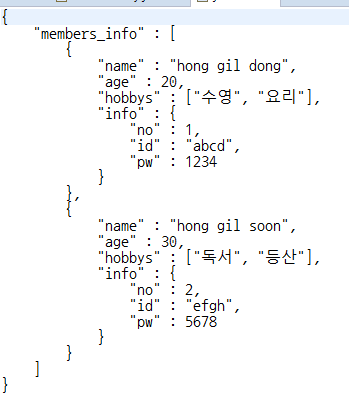 {
    "members_info" : [
        {
            "name" : "hong gil dong",
            "age" : 20,
            "hobbys" : ["수영", "요리"],
            "info" : {
                "no" : 1,
                "id" : "abcd",
                "pw" : 1234
            }
        },
        {
            "name" : "hong gil soon",
            "age" : 30,
            "hobbys" : ["독서", "등산"],
            "info" : {
                "no" : 2,
                "id" : "efgh",
                "pw" : 5678
            }
        }
    ]
}